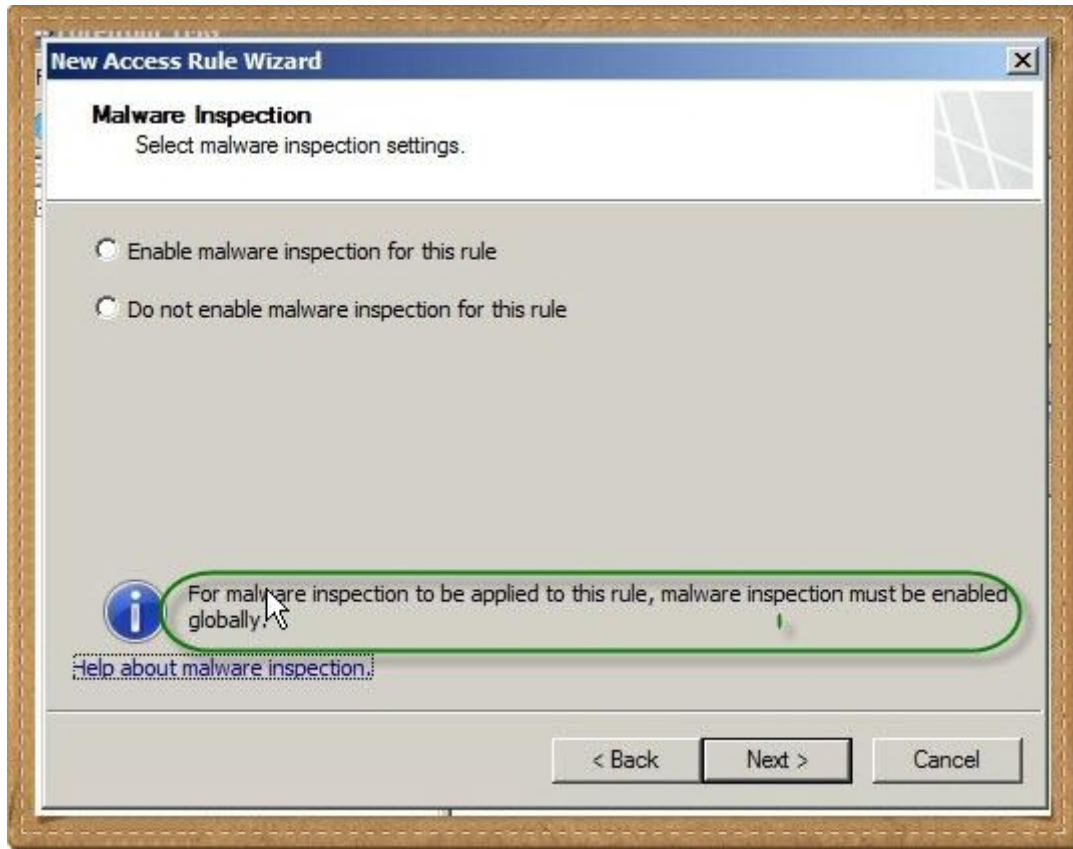 New Access Rule Wizard
Malware Inspection
Select malware inspection settings.
Enable malware inspection for this rule
Do not enable malware inspection for this rule
For malware inspection to be applied to this rule, malware inspection must be enabled
globally.
Help about malware inspection.
< Back Next > Cancel